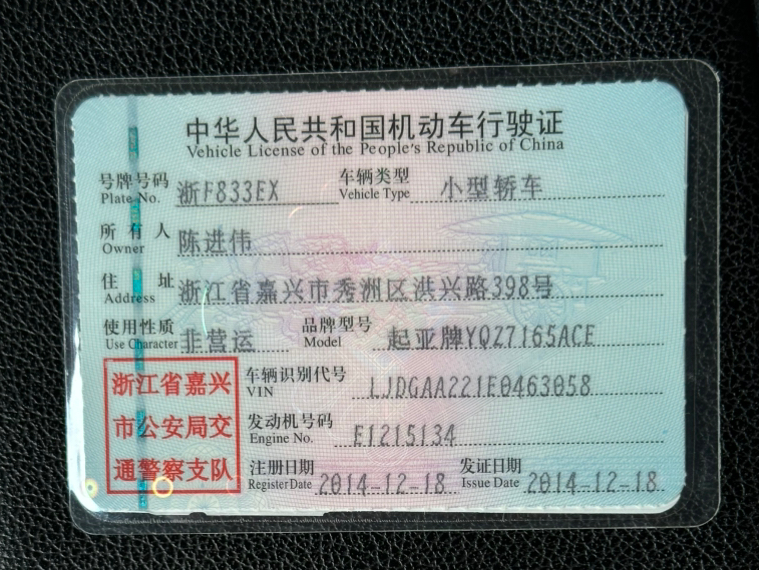 中华人民共和国机动车行驶证
Vehicle License of the People's Republic of China
号牌号码 浙F833EX 车辆类型 小型轿车
Plate No. Vehicle Type
所有人 陈进伟
Owner
住址 浙江省嘉兴市秀洲区洪兴路398号
Address
使用性质 非营运 品牌型号 起亚牌YQZ7165ACE
Use Character Model
浙江省嘉兴
市公安局交
通警察支队
车辆识别代号 LJDGAA221E0463058
VIN
发动机号码 E1215134
Engine No.
注册日期 2014-12-18 发证日期 2014-12-18
Register Date Issue Date